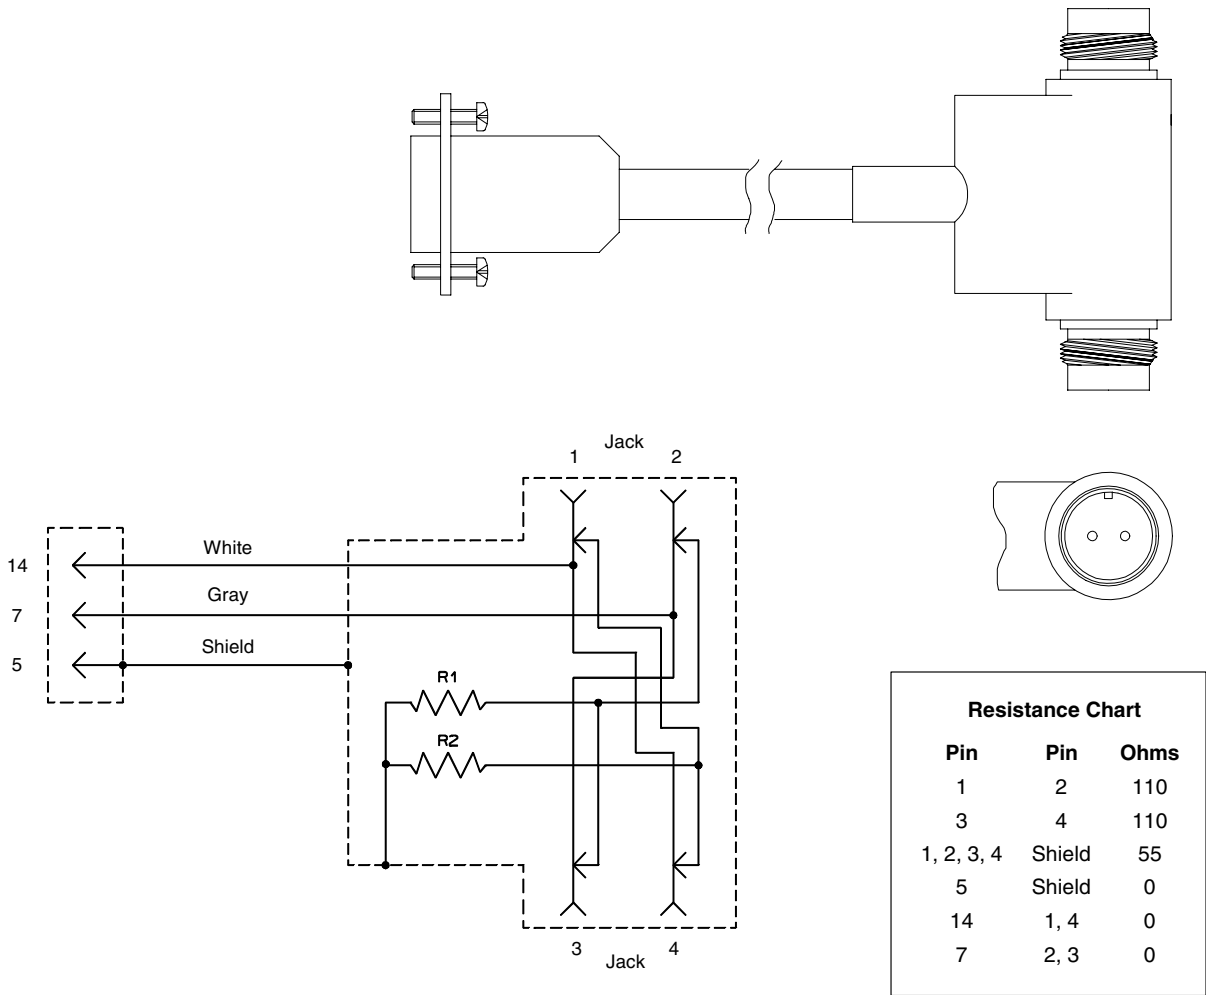 Jack
1 2
14 White
7 Gray
5 Shield
R1
R2
3 4
Jack
Resistance Chart
Pin Pin Ohms
1 2 110
3 4 110
1, 2, 3, 4 Shield 55
5 Shield 0
14 1, 4 0
7 2, 3 0